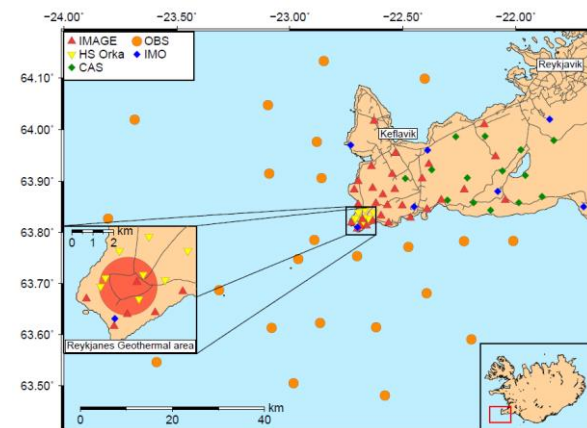 -24.00 -23.50 -23.00 -22.50 -22.00
IMAGE OBS
HS Orka IMO
CAS
Reykjavik
Keflavik
64.10
64.00
63.90
63.80
63.70
63.60
63.50
km
0 1 2
Reykjanes Geothermal area
km
0 20 40